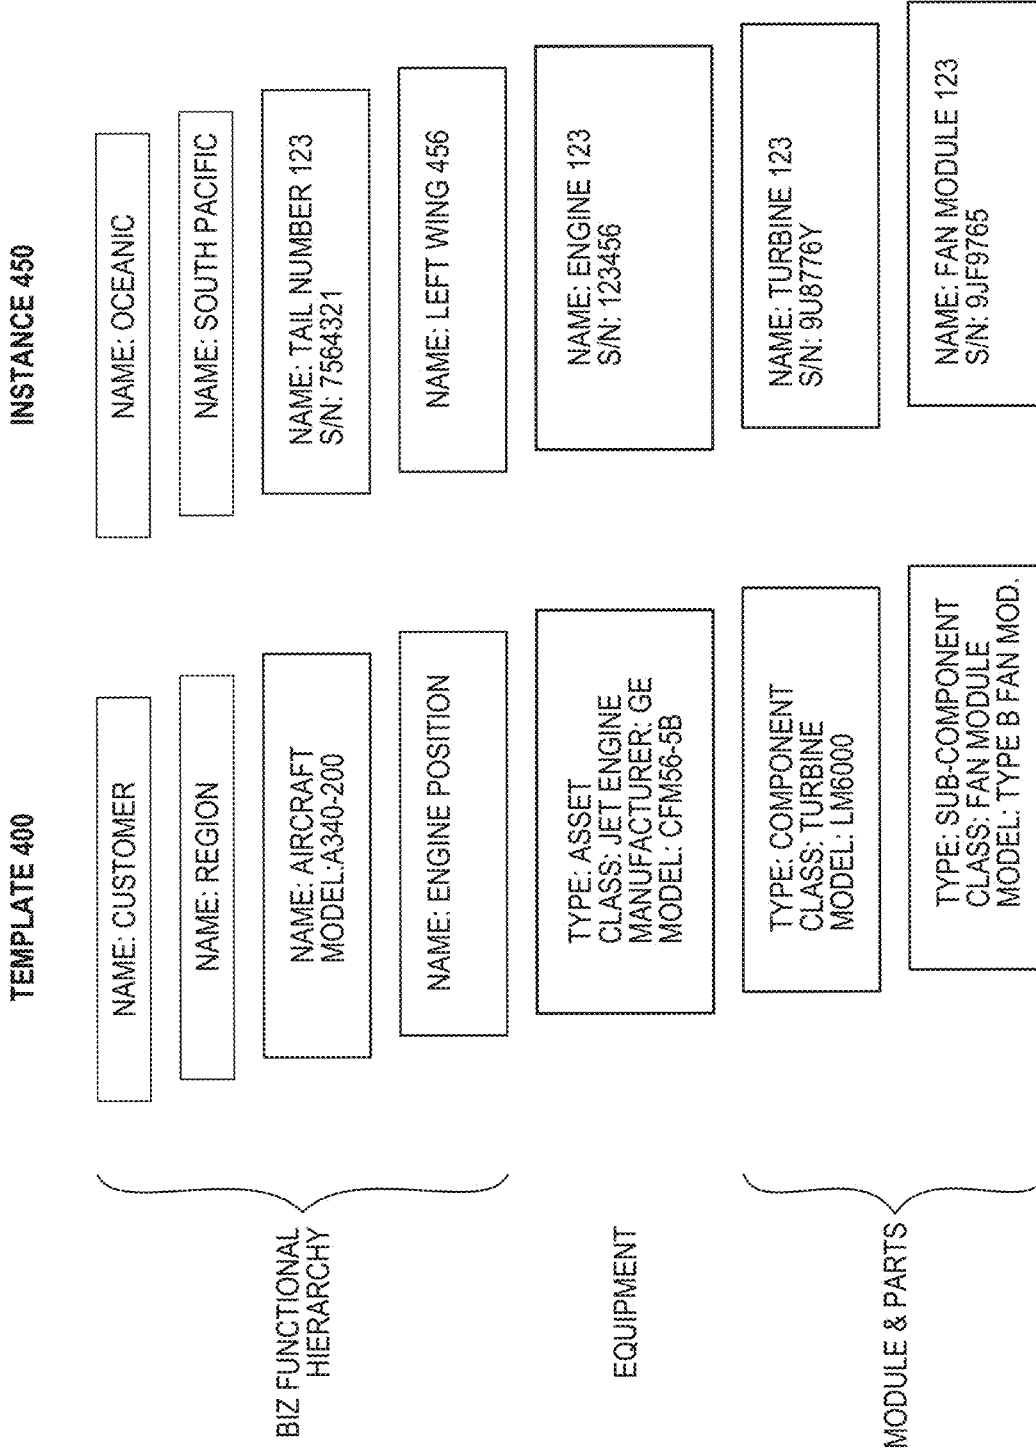 TEMPLATE 400
INSTANCE 450
BIZ FUNCTIONAL
HIERARCHY
NAME: CUSTOMER
NAME: OCEANIC
NAME: REGION
NAME: SOUTH PACIFIC
NAME: AIRCRAFT
MODEL:A340-200
NAME: TAIL NUMBER 123
S/N: 7564321
NAME: ENGINE POSITION
NAME: LEFT WING 456
EQUIPMENT
TYPE: ASSET
CLASS: JET ENGINE
MANUFACTURER: GE
MODEL: CFM56-5B
NAME: ENGINE 123
S/N: 123456
MODULE & PARTS
TYPE: COMPONENT
CLASS: TURBINE
MODEL: LM6000
NAME: TURBINE 123
S/N: 9U8776Y
TYPE: SUB-COMPONENT
CLASS: FAN MODULE
MODEL: TYPE B FAN MOD.
NAME: FAN MODULE 123
S/N: 9JF9765